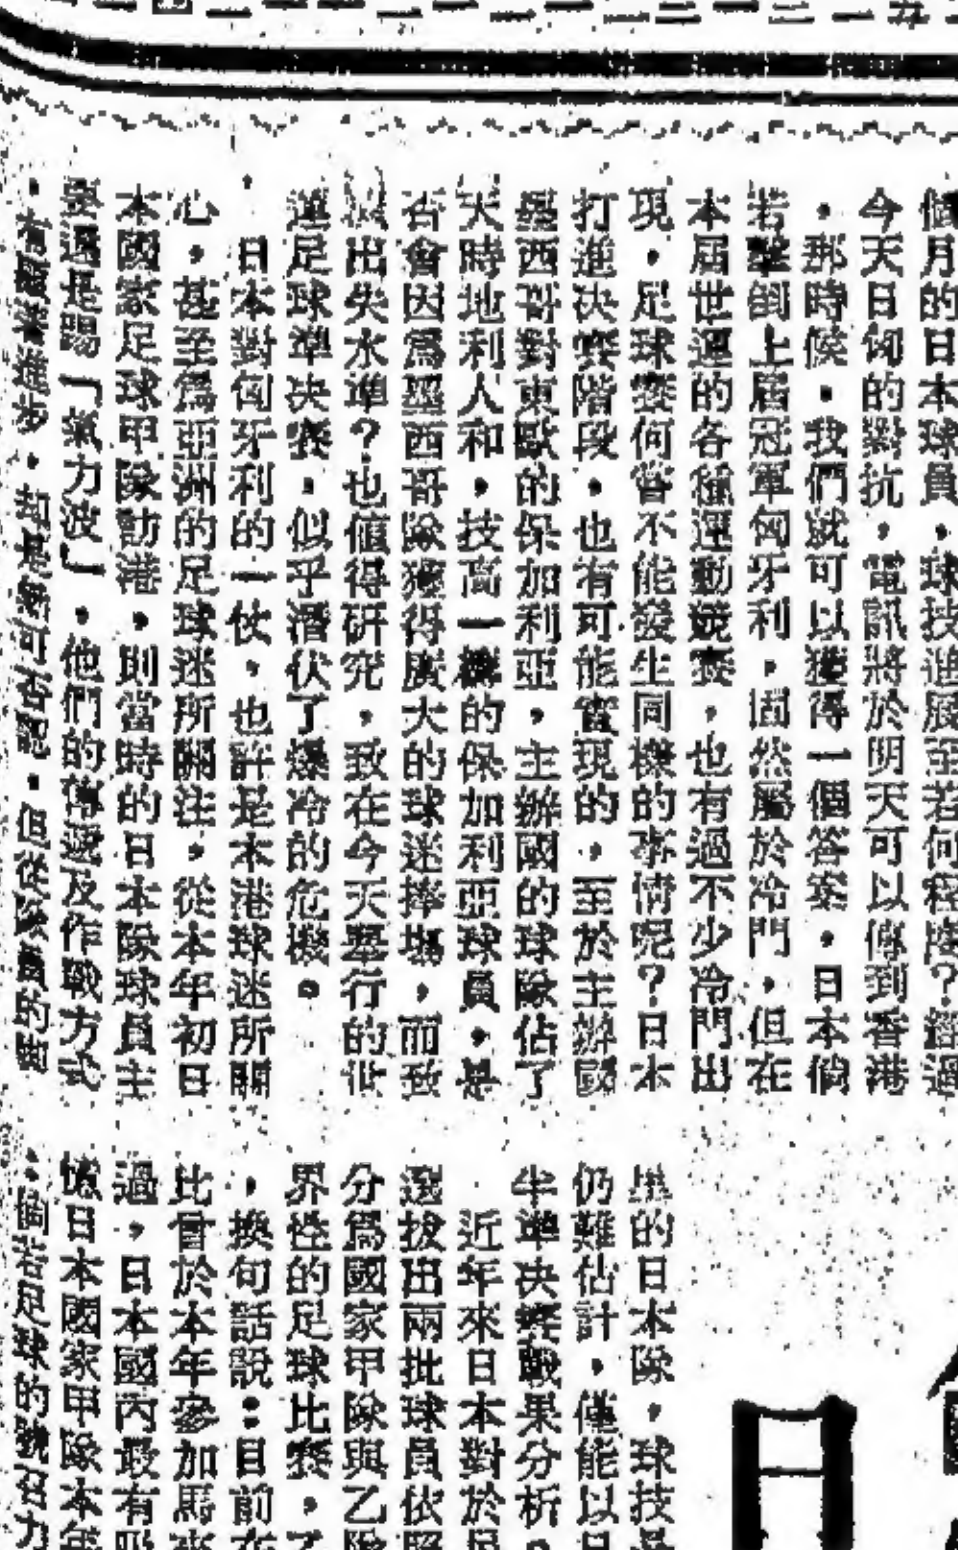 個月的日本球員，球技進展至若何程度？經過
今天日匈的對抗，電訊將於明天可以傳到香港
，那時候，我們就可以獲得一個答案，日本倘
若擊倒上屆冠軍匈牙利，固然屬於冷門，但在
本屆世運的各種運動競賽，也有過不少冷門出
現，足球賽何嘗不能發生同樣的事情呢？日本
打進决賽階段，也有可能實現的，至於主辦國
墨西哥對東歐的保加利亞，主辦國的球隊佔了
天時地利人和，技高一籌的保加利亞球員，是
否會因爲墨西哥隊獲得廣大的球迷捧塲，而致
出失水準？也值得研究，致在今天舉行的世
運足球準决賽，似乎潛伏了爆冷的危機。
日本對匈牙利的一仗，也許是本港球迷所關
心，甚至爲亞洲的足球迷所關注，從本年初日
本國家足球甲隊訪港，則當時的日本隊球員主
要還是踢「氣力波」，他們的傳遞及作戰方式
，有顯著進步，却是無可否認，但從隊員的
的日本隊，球技
仍難估計，僅能以
半準决賽戰果分析。
近年來日本對於足
選拔出兩批球員依照
分爲國家甲隊與乙隊
界性的足球比賽，乙
，換句話說：目前在
比曾於本年參加馬來
過，日本國內最有
憶日本國家甲隊本年
足球的
日